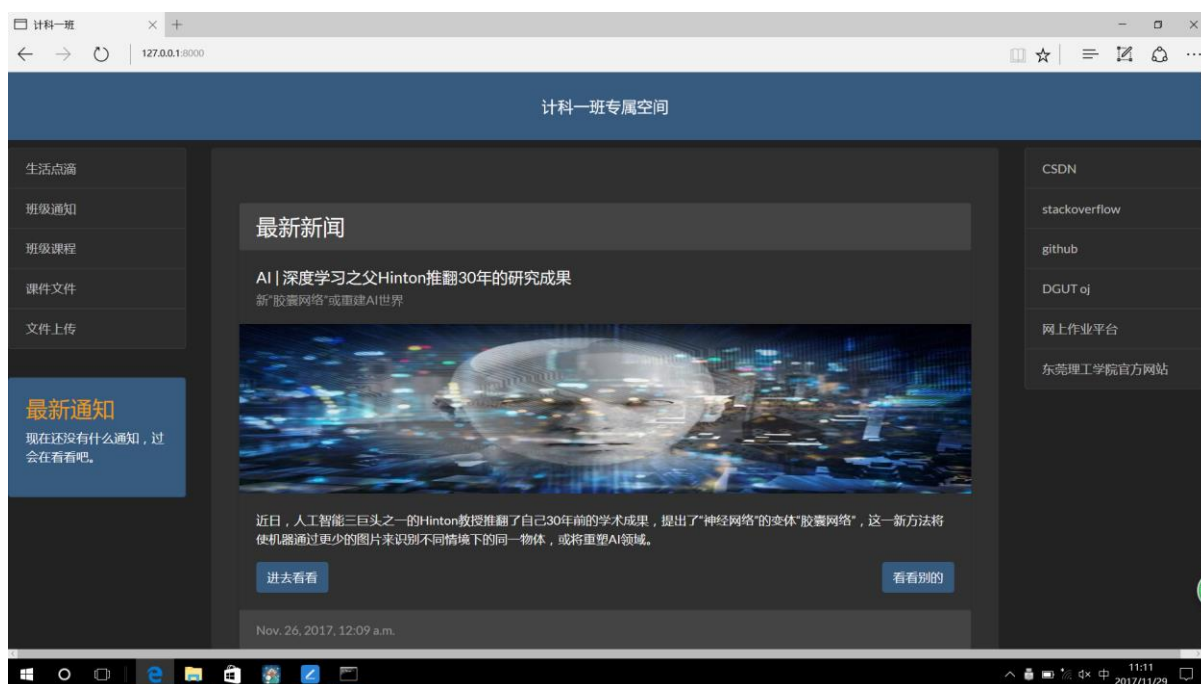 计科一班
127.0.0.1:8000
计科一班专属空间
生活点滴
班级通知
班级课程
课件文件
文件上传
最新通知
现在还没有什么通知，过
会在看看吧。
最新新闻
AI | 深度学习之父Hinton推翻30年的研究成果
新“胶囊网络”或重建AI世界
近日，人工智能三巨头之一的Hinton教授推翻了自己30年前的学术成果，提出了“神经网络”的变体“胶囊网络”，这一新方法将
使机器通过更少的图片来识别不同情境下的同一物体，或将重塑AI领域。
进去看看
看看别的
Nov. 26, 2017, 12:09 a.m.
CSDN
stackoverflow
github
DGUT oj
网上作业平台
东莞理工学院官方网站
中
11:11
2017/11/29